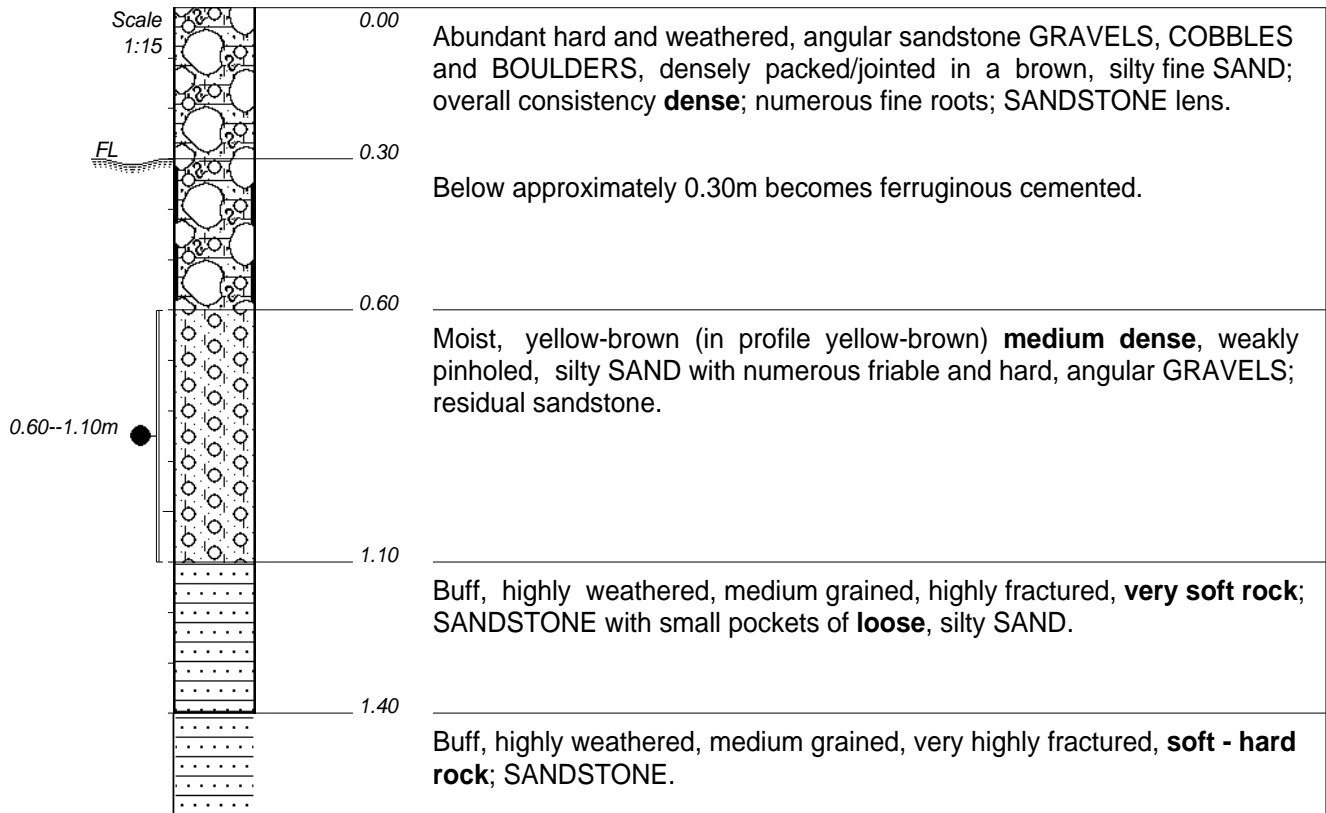 Scale
1:15
0.00
Abundant hard and weathered, angular sandstone GRAVELS, COBBLES
and BOULDERS, densely packed/jointed in a brown, silty fine SAND;
overall consistency dense; numerous fine roots; SANDSTONE lens.
FL
0.30
Below approximately 0.30m becomes ferruginous cemented.
0.60
Moist, yellow-brown (in profile yellow-brown) medium dense, weakly
pinholed, silty SAND with numerous friable and hard, angular GRAVELS;
residual sandstone.
0.60--1.10m
1.10
Buff, highly weathered, medium grained, highly fractured, very soft rock;
SANDSTONE with small pockets of loose, silty SAND.
1.40
Buff, highly weathered, medium grained, very highly fractured, soft - hard
rock; SANDSTONE.